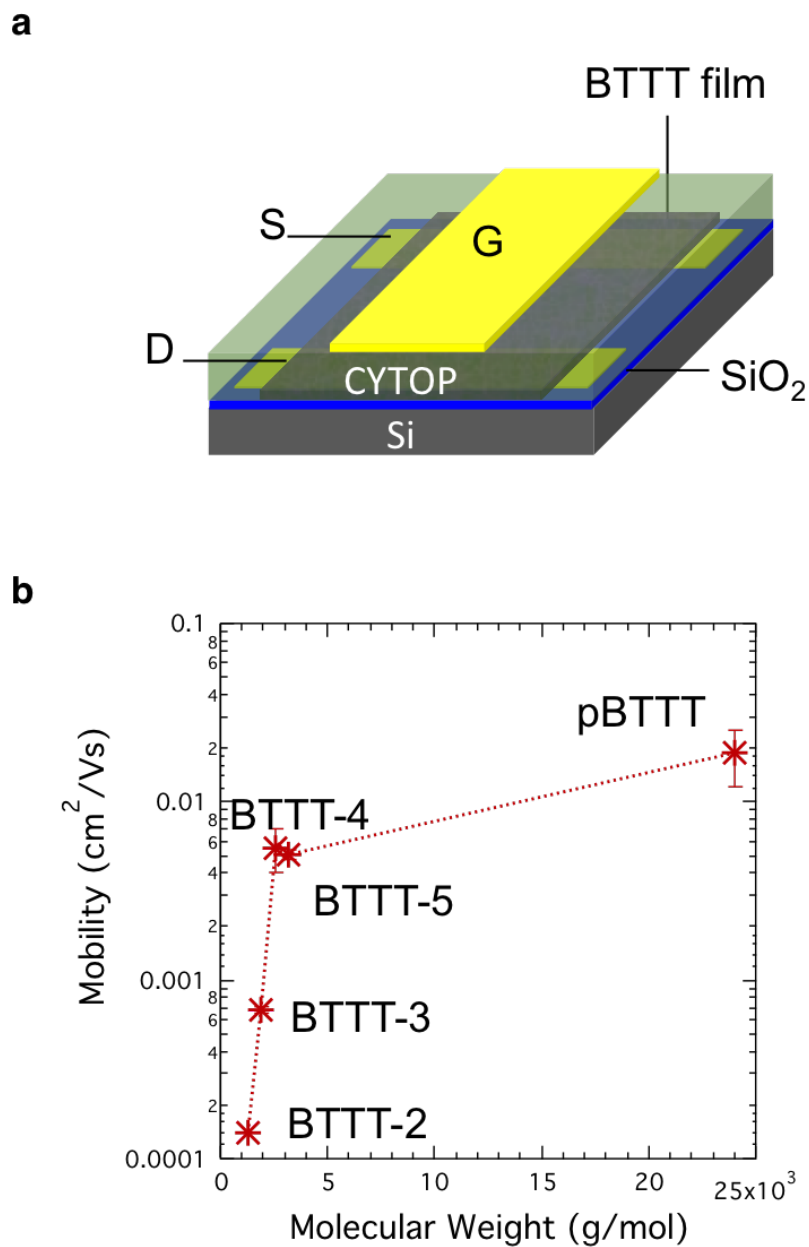 a
BTTT film
S
G
D
CYTOP
SiO₂
Si
b
0.1
8
6
4
2
pBTTT
0.01
8
6
4
BTTT-4
BTTT-5
2
0.001
8
6
4
BTTT-3
2
BTTT-2
0.0001
0 5 10 15 20 25x10³
Mobility (cm²/Vs)
Molecular Weight (g/mol)